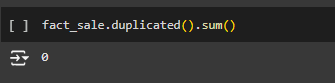 [ ] fact_sale.duplicated().sum()
0